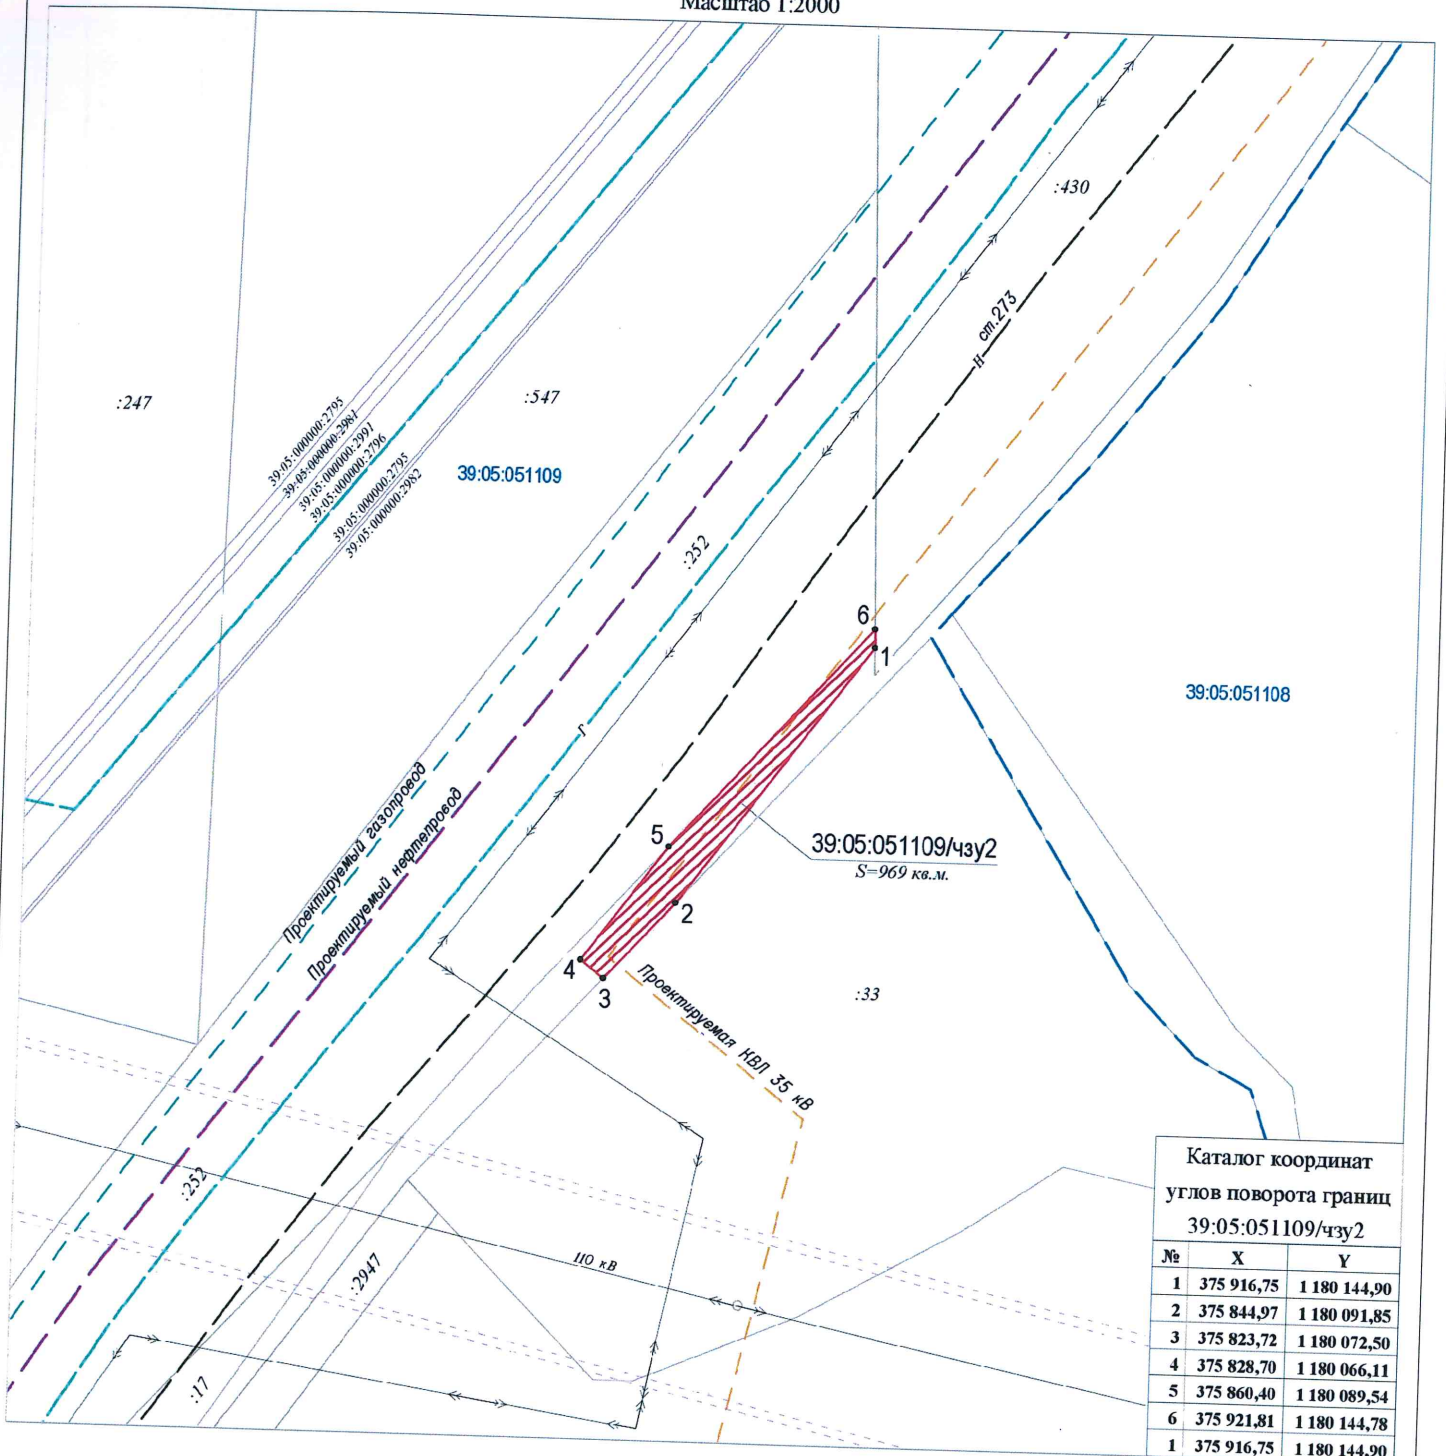 Масштаб 1:2000
:430
ст.273
Н
:247
:547
39:05:000000:2795
39:05:000000:2981
39:05:000000:2991
39:05:000000:2796
39:05:000000:2795
39:05:000000:2982
39:05:051109
:252
6
1
39:05:051108
Г
Проектируемый газопровод
Проектируемый нефтепровод
5
39:05:051109/чзу2
S=969 кв.м.
2
4
3
:33
Проектируемая КВЛ 35 кВ
:252
110 кВ
:2947
:17
Каталог координат
углов поворота границ
39:05:051109/чзу2
№ X Y
1 375 916,75 1 180 144,90
2 375 844,97 1 180 091,85
3 375 823,72 1 180 072,50
4 375 828,70 1 180 066,11
5 375 860,40 1 180 089,54
6 375 921,81 1 180 144,78
1 375 916,75 1 180 144,90